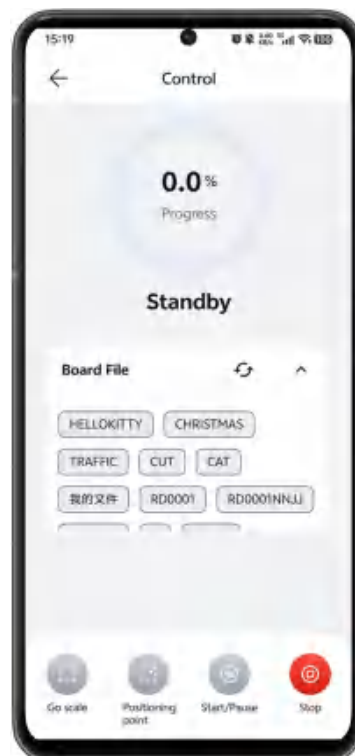 15:19
Control
0.0%
Progress
Standby
Board File
HELLOKITTY CHRISTMAS
TRAFFIC CUT CAT
我的文件 RD0001 RD0001NNJJ
Go scale Positioning point Start/Pause Stop